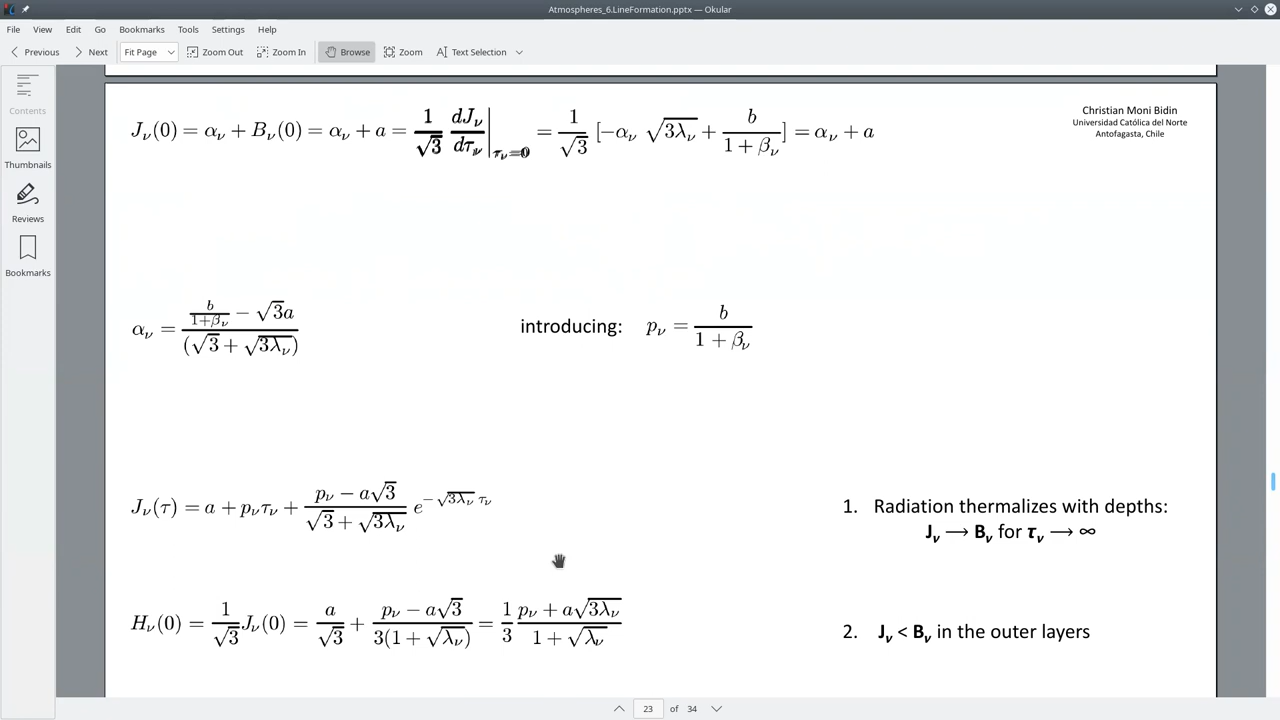 Atmospheres_6.LineFormation.pptx — Okular
File View Edit Go Bookmarks Tools Settings Help
Previous Next Fit Page Zoom Out Zoom In Browse Zoom Text Selection
Contents
Thumbnails
Reviews
Bookmarks
Christian Moni Bidin
Universidad Católica del Norte
Antofagasta, Chile
J_ν(0) = α_ν + B_ν(0) = α_ν + a = 1/√3 dJ_ν/dτ_ν |_{τ_ν=0} = 1/√3 [−α_ν √3λ_ν + b/(1 + β_ν)] = α_ν + a
α_ν = (b/(1+β_ν) − √3a)/(√3 + √3λ_ν) introducing: p_ν = b/(1 + β_ν)
J_ν(τ) = a + p_ν τ_ν + (p_ν − a√3)/(√3 + √3λ_ν) e^{−√3λ_ν τ_ν}
1. Radiation thermalizes with depths:
J_ν → B_ν for τ_ν → ∞
H_ν(0) = 1/√3 J_ν(0) = a/√3 + (p_ν − a√3)/(3(1 + √λ_ν)) = 1/3 (p_ν + a√3λ_ν)/(1 + √λ_ν)
2. J_ν < B_ν in the outer layers
23 of 34